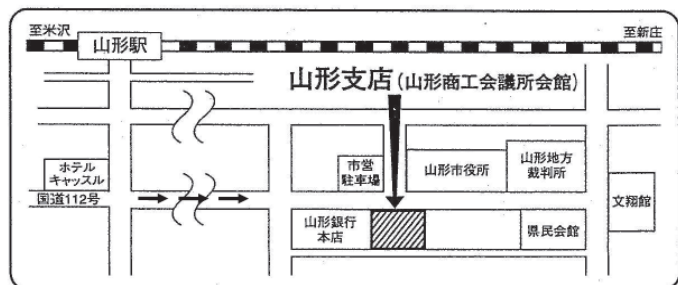 至米沢
至新庄
山形駅
山形支店(山形商工会議所会館)
ホテル
キャッスル
市営
駐車場
山形市役所
山形地方
裁判所
国道112号
文翔館
山形銀行
本店
県民会館